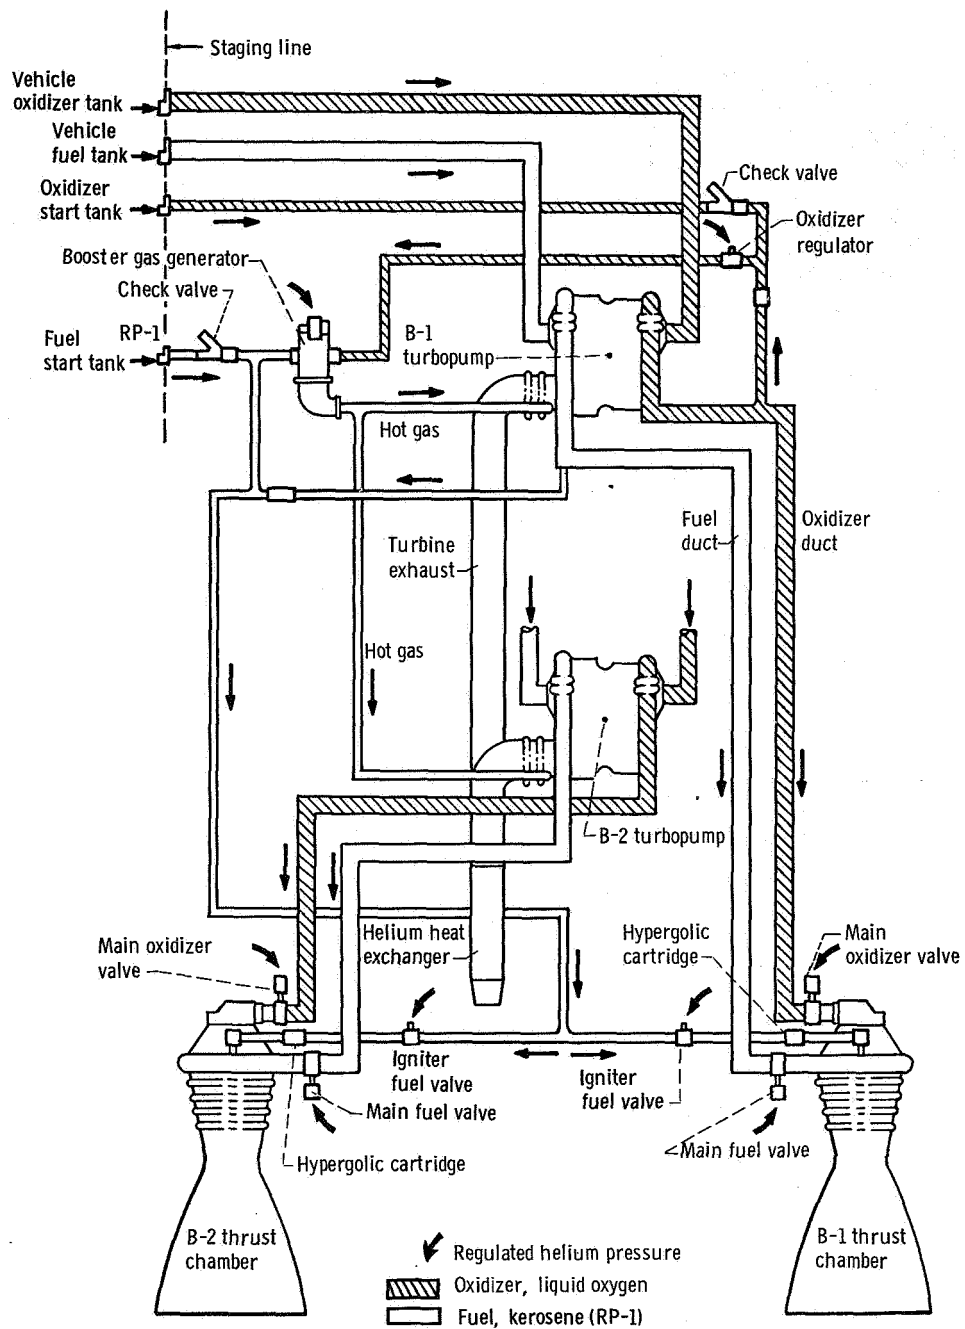 Staging line
Vehicle
oxidizer tank
Vehicle
fuel tank
Oxidizer
start tank
Check valve
Oxidizer
regulator
Booster gas generator
Check valve
RP-1
Fuel
start tank
B-1
turbopump
Hot gas
Turbine
exhaust
Fuel
duct
Oxidizer
duct
Hot gas
B-2 turbopump
Main oxidizer
valve
Helium heat
exchanger
Hypergolic
cartridge
Main
oxidizer valve
Igniter
fuel valve
Igniter
fuel valve
Main fuel valve
Main fuel valve
Hypergolic cartridge
B-2 thrust
chamber
B-1 thrust
chamber
Regulated helium pressure
Oxidizer, liquid oxygen
Fuel, kerosene (RP-1)